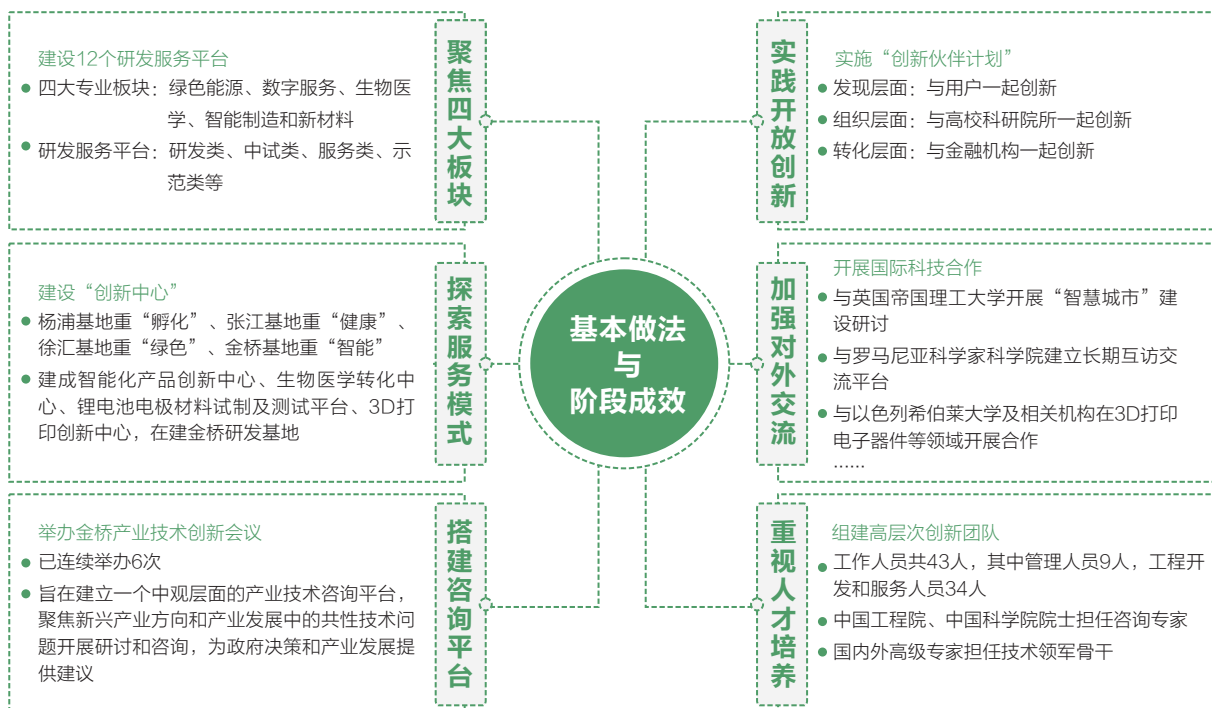 聚焦四大板块
建设12个研发服务平台
四大专业板块：绿色能源、数字服务、生物医
学、智能制造和新材料
研发服务平台：研发类、中试类、服务类、示
范类等
探索服务模式
建设“创新中心”
杨浦基地重“孵化”、张江基地重“健康”、
徐汇基地重“绿色”、金桥基地重“智能”
建成智能化产品创新中心、生物医学转化中
心、锂电池电极材料试制及测试平台、3D打
印创新中心，在建金桥研发基地
搭建咨询平台
举办金桥产业技术创新会议
已连续举办6次
旨在建立一个中观层面的产业技术咨询平台，
聚焦新兴产业方向和产业发展中的共性技术问
题开展研讨和咨询，为政府决策和产业发展提
供建议
基本做法
与
阶段成效
实践开放创新
实施“创新伙伴计划”
发现层面：与用户一起创新
组织层面：与高校科研院所一起创新
转化层面：与金融机构一起创新
加强对外交流
开展国际科技合作
与英国帝国理工大学开展“智慧城市”建
设研讨
与罗马尼亚科学家科学院建立长期互访交
流平台
与以色列希伯莱大学及相关机构在3D打印
电子器件等领域开展合作
……
重视人才培养
组建高层次创新团队
工作人员共43人，其中管理人员9人，工程开
发和服务人员34人
中国工程院、中国科学院院士担任咨询专家
国内外高级专家担任技术领军骨干